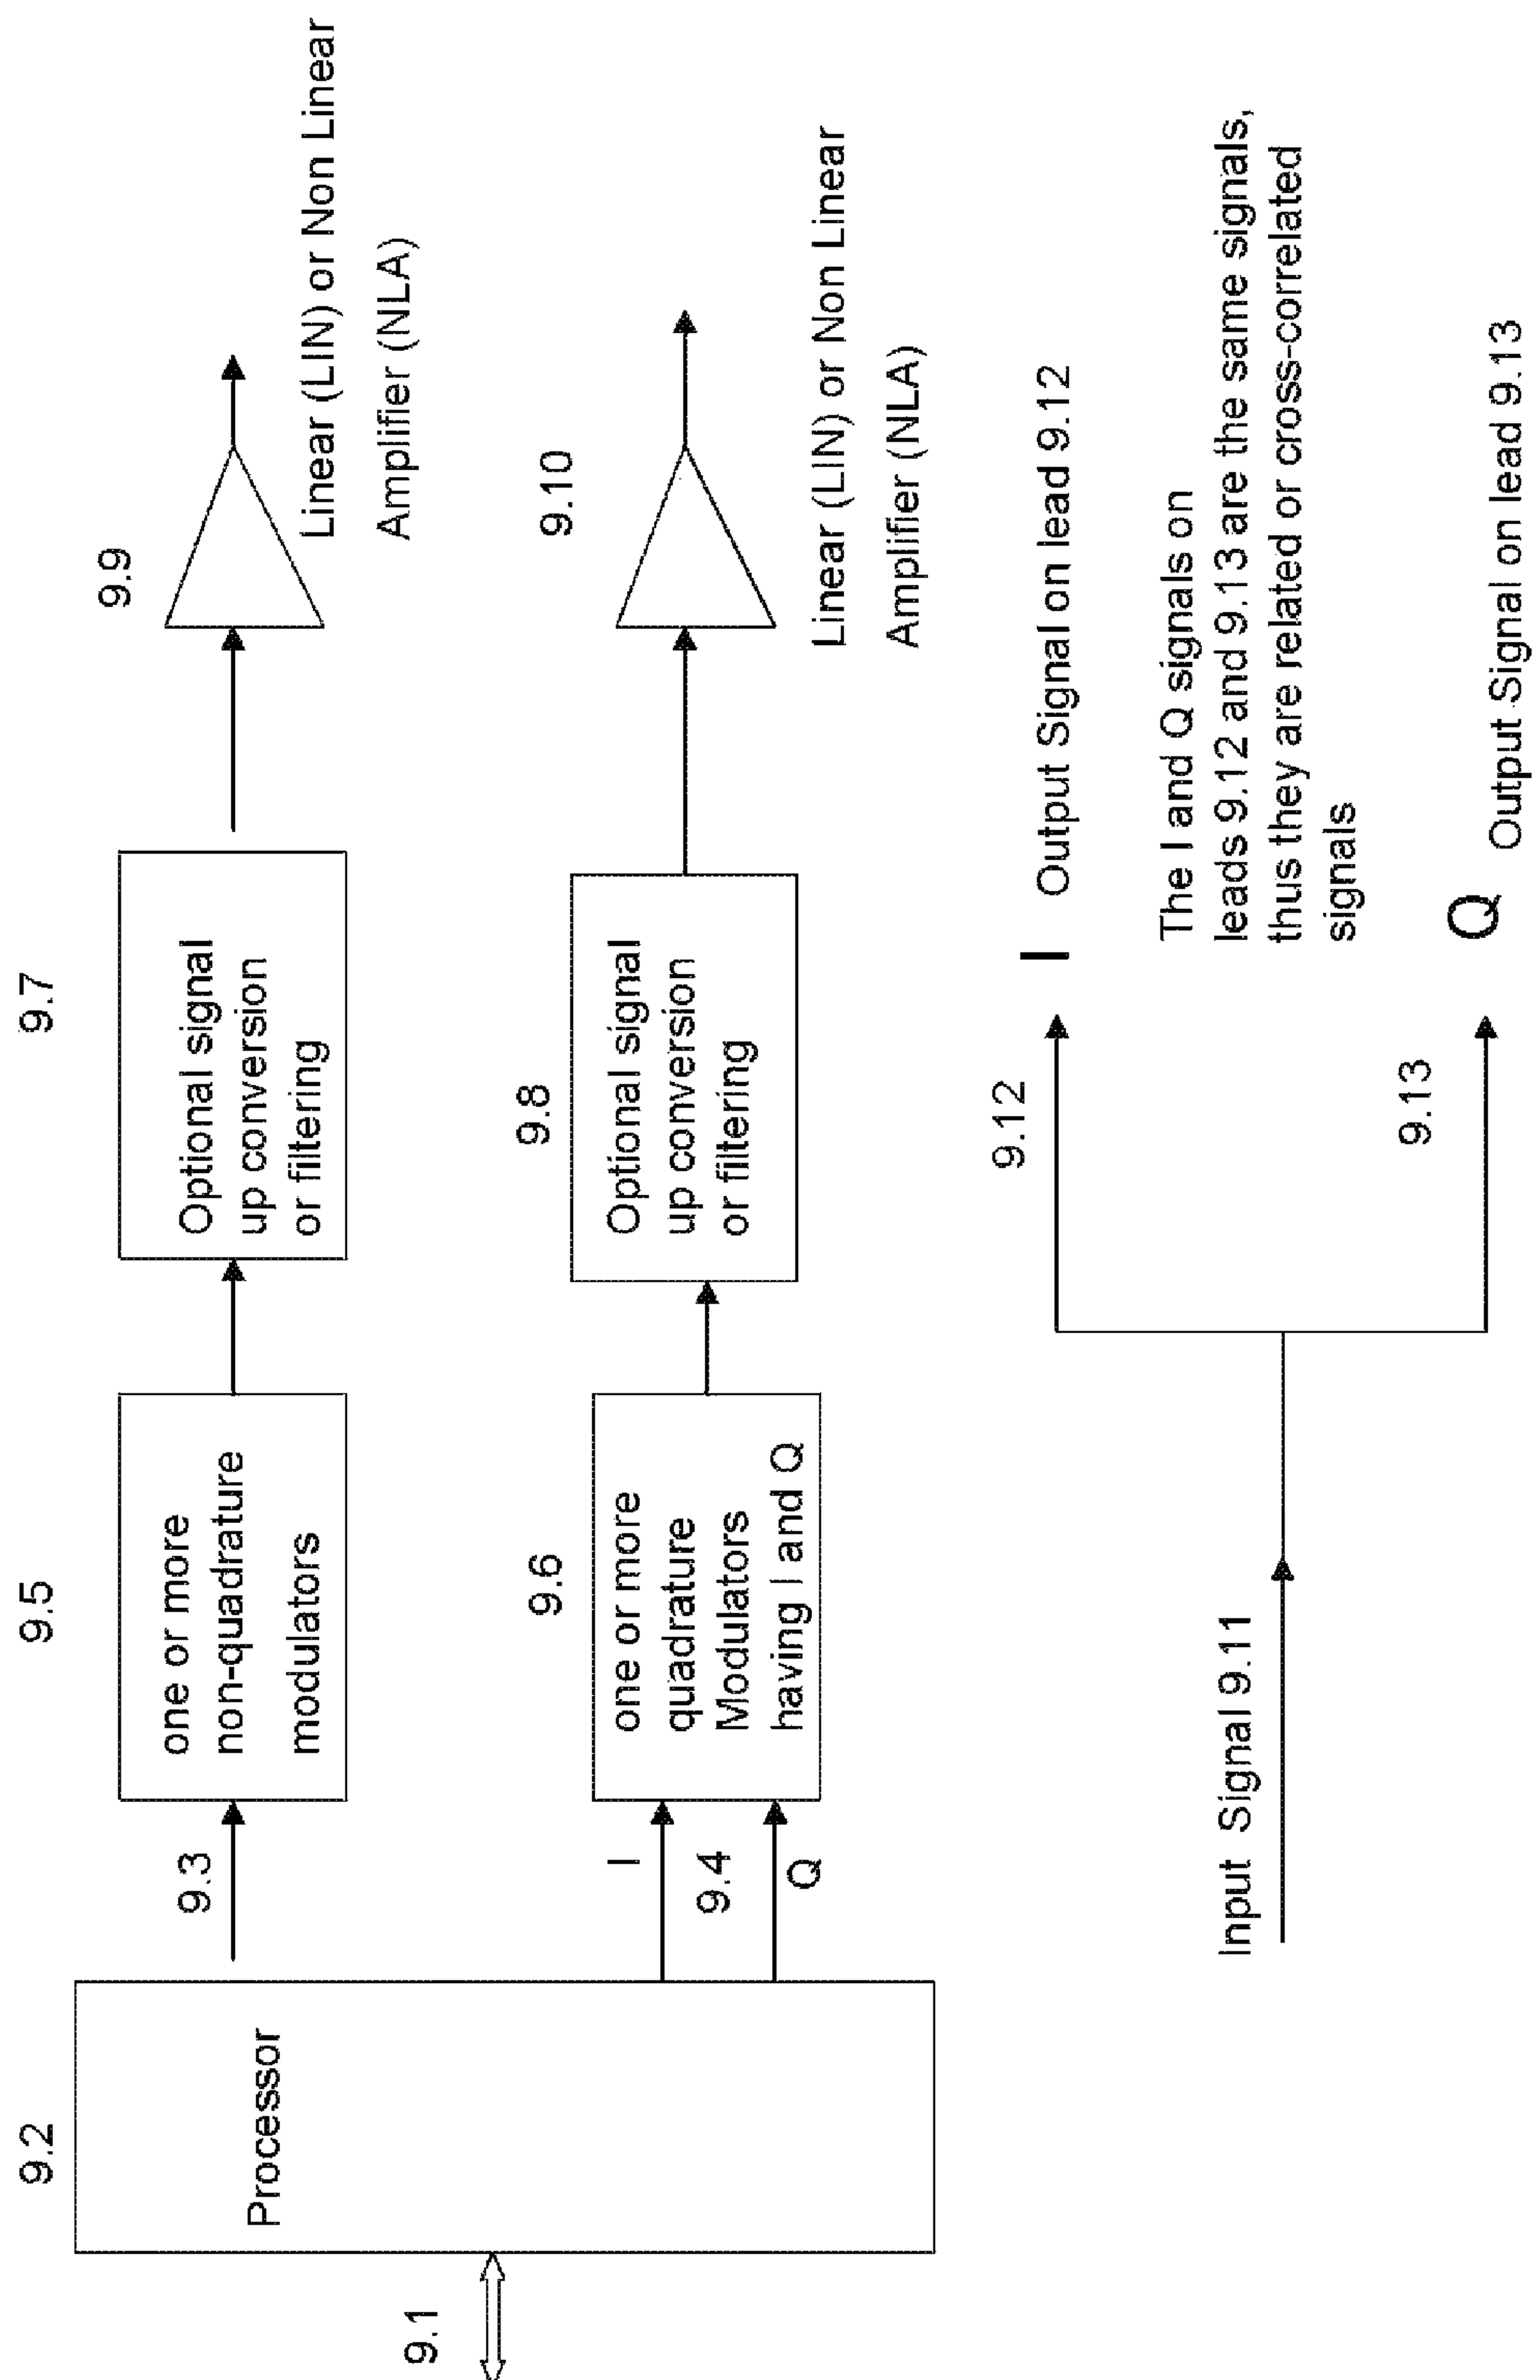 9.1
9.2
Processor
9.3
I
9.4
Q
9.5
one or more
non-quadrature
modulators
9.6
one or more
quadrature
Modulators
having I and Q
9.7
Optional signal
up conversion
or filtering
9.8
Optional signal
up conversion
or filtering
9.9
Linear (LIN) or Non Linear
Amplifier (NLA)
9.10
Linear (LIN) or Non Linear
Amplifier (NLA)
Input Signal 9.11
9.12
I Output Signal on lead 9.12
The I and Q signals on
leads 9.12 and 9.13 are the same signals,
thus they are related or cross-correlated
signals
9.13
Q Output Signal on lead 9.13